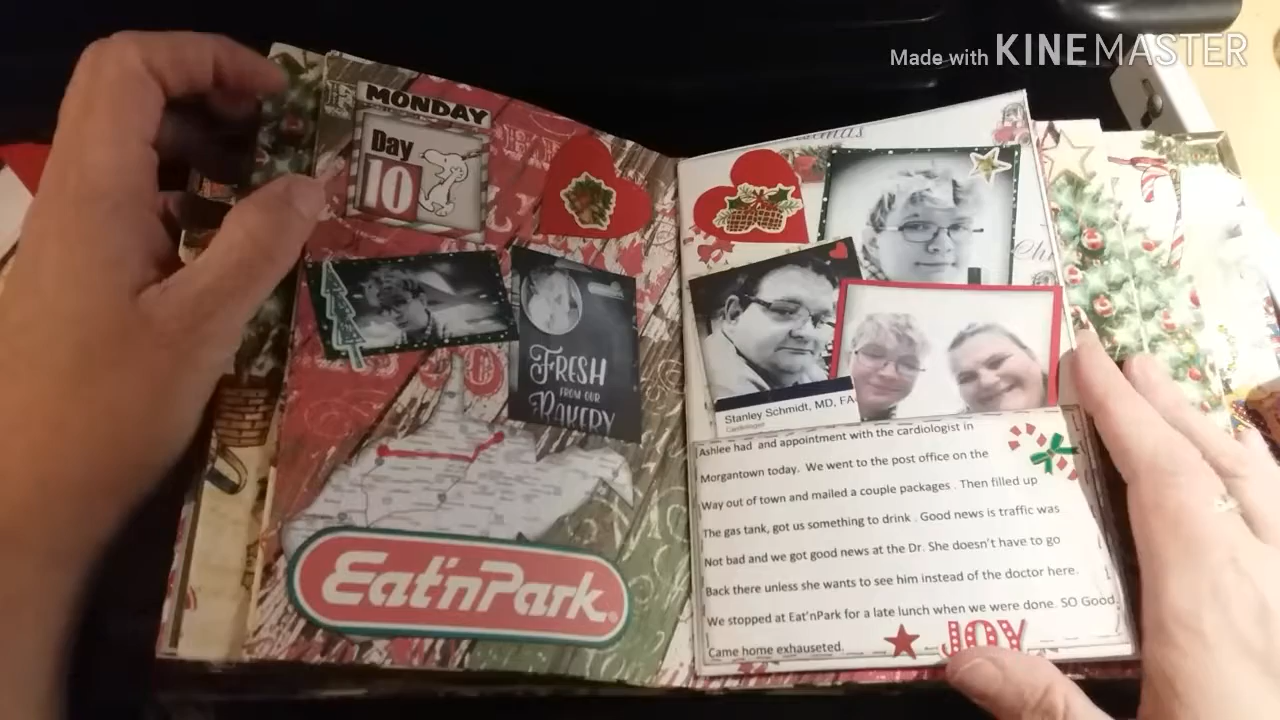 Made with KINEMASTER
MONDAY
Day
10
FRESH
FROM OUR
BAKERY
Eat'nPark
Stanley Schmidt, MD, FA
Cardiologist
Ashlee had and appointment with the cardiologist in
Morgantown today. We went to the post office on the
Way out of town and mailed a couple packages . Then filled up
The gas tank, got us something to drink . Good news is traffic was
Not bad and we got good news at the Dr. She doesn't have to go
Back there unless she wants to see him instead of the doctor here.
We stopped at Eat'nPark for a late lunch when we were done. SO Good.
Came home exhauseted.
JOY